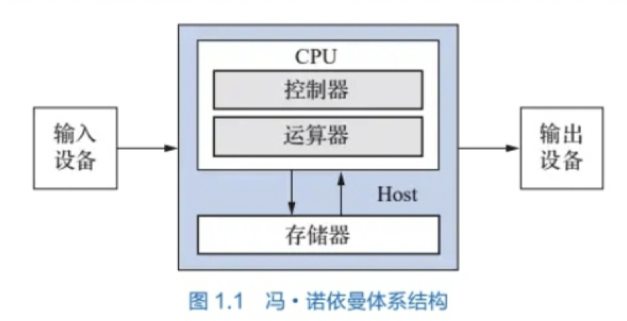 CPU
控制器
运算器
输入
设备
输出
设备
Host
存储器
图 1.1 冯·诺依曼体系结构